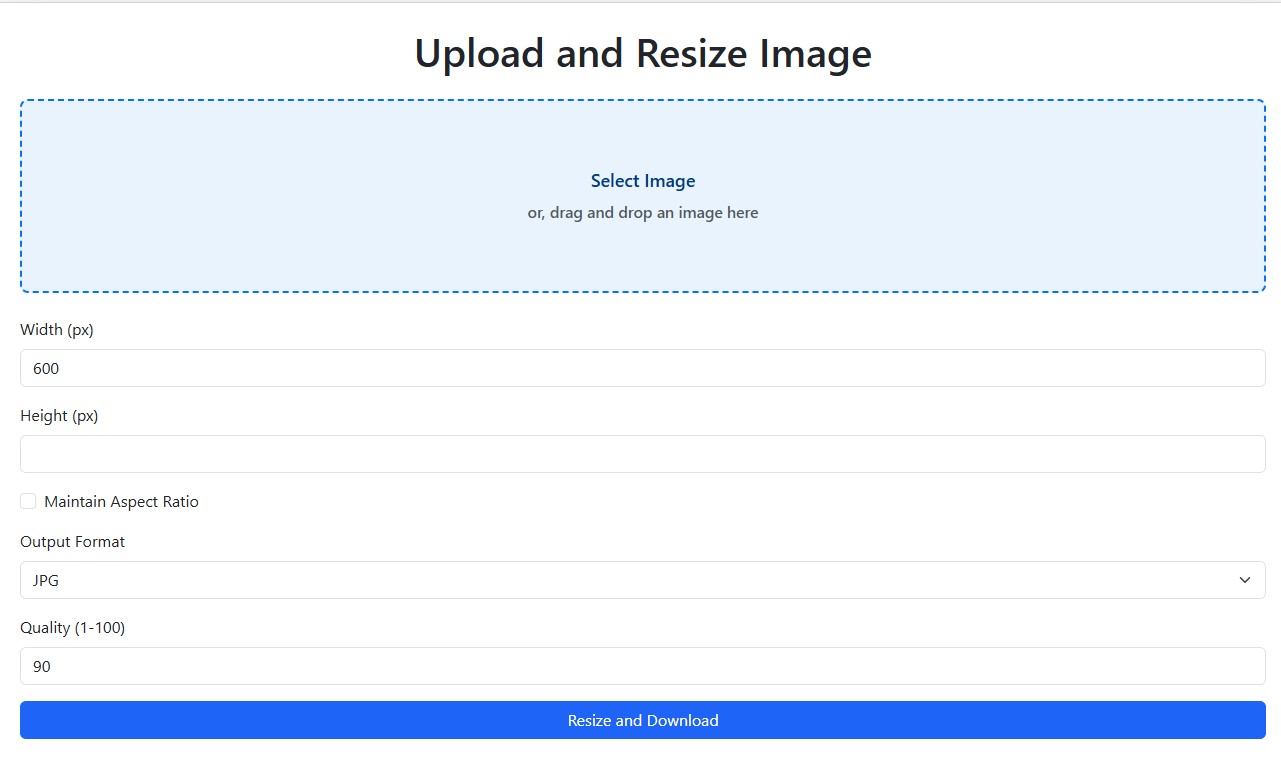 Upload and Resize Image
Select Image
or, drag and drop an image here
Width (px)
600
Height (px)
Maintain Aspect Ratio
Output Format
JPG
Quality (1-100)
90
Resize and Download